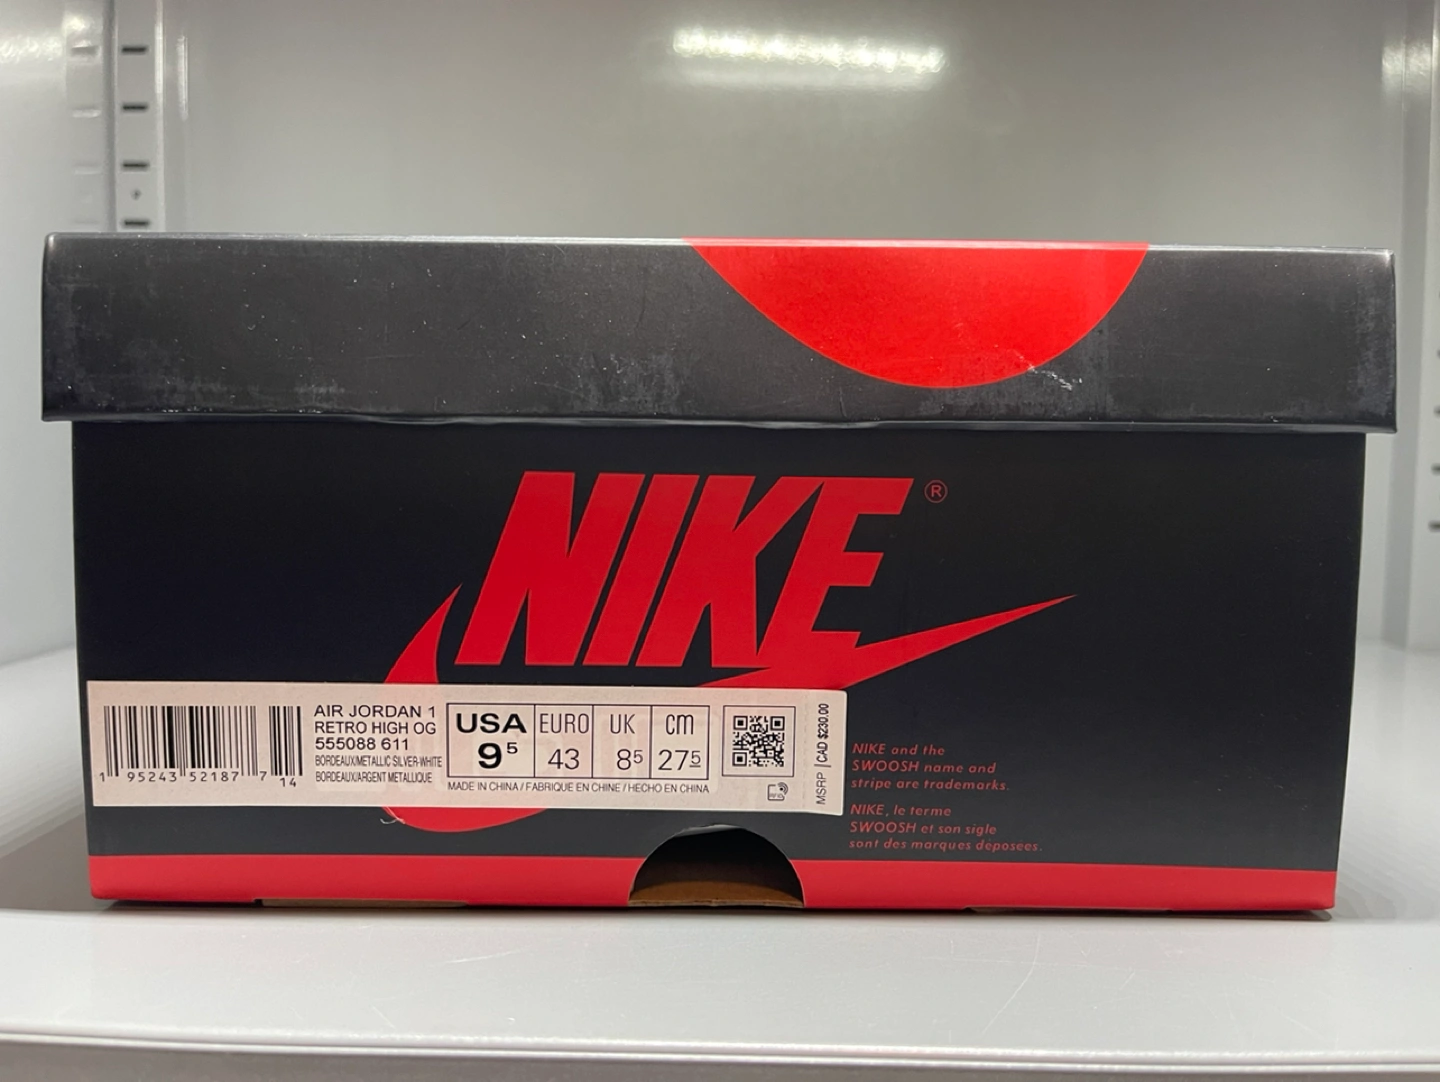 NIKE®
AIR JORDAN 1
RETRO HIGH OG
555088 611
BORDEAUX/METALLIC SILVER-WHITE
BORDEAUX/ARGENT METALLIQUE
1 95243 52187 7 14
USA EURO UK CM
9⁵ 43 8⁵ 27⁵
MADE IN CHINA / FABRIQUE EN CHINE / HECHO EN CHINA
RFID
MSRP | CAD $230.00
NIKE and the
SWOOSH name and
stripe are trademarks.
NIKE, le terme
SWOOSH et son sigle
sont des marques déposées.